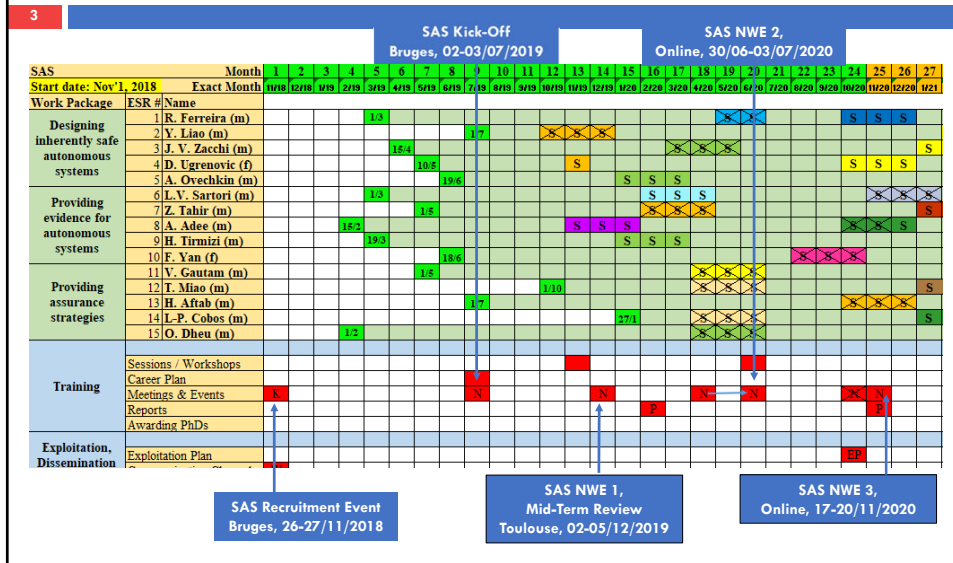 3
SAS Kick-Off
Bruges, 02-03/07/2019
SAS NWE 2,
Online, 30/06-03/07/2020
SAS Month 1 2 3 4 5 6 7 8 9 10 11 12 13 14 15 16 17 18 19 20 21 22 23 24 25 26 27
Start date: Nov'1, 2018 Exact Month 11/18 12/18 1/19 2/19 3/19 4/19 5/19 6/19 7/19 8/19 9/19 10/19 11/19 12/19 1/20 2/20 3/20 4/20 5/20 6/20 7/20 8/20 9/20 10/20 11/20 12/20 1/21
Work Package ESR # Name
Designing inherently safe autonomous systems
1 R. Ferreira (m) 1/3 S S S S S
2 Y. Liao (m) 1/7 S S S
3 J. V. Zacchi (m) 15/4 S S S S
4 D. Ugrenovic (f) 10/5 S S S S
5 A. Ovechkin (m) 19/6 S S S
Providing evidence for autonomous systems
6 L.V. Sartori (m) 1/3 S S S S S S
7 Z. Tahir (m) 1/5 S S S S
8 A. Adee (m) 15/2 S S S S S S
9 H. Tirmizi (m) 19/3 S S S
10 F. Yan (f) 18/6 S S S
Providing assurance strategies
11 V. Gautam (m) 1/5 S S S
12 T. Miao (m) 1/10 S S S S
13 H. Aftab (m) 1/7 S S S
14 L-P. Cobos (m) 27/1 S S S S
15 O. Dheu (m) 1/2 S S S
Training
Sessions / Workshops
Career Plan
Meetings & Events K N N N N N N
Reports P P
Awarding PhDs
Exploitation, Dissemination
Exploitation Plan EP
SAS Recruitment Event
Bruges, 26-27/11/2018
SAS NWE 1,
Mid-Term Review
Toulouse, 02-05/12/2019
SAS NWE 3,
Online, 17-20/11/2020